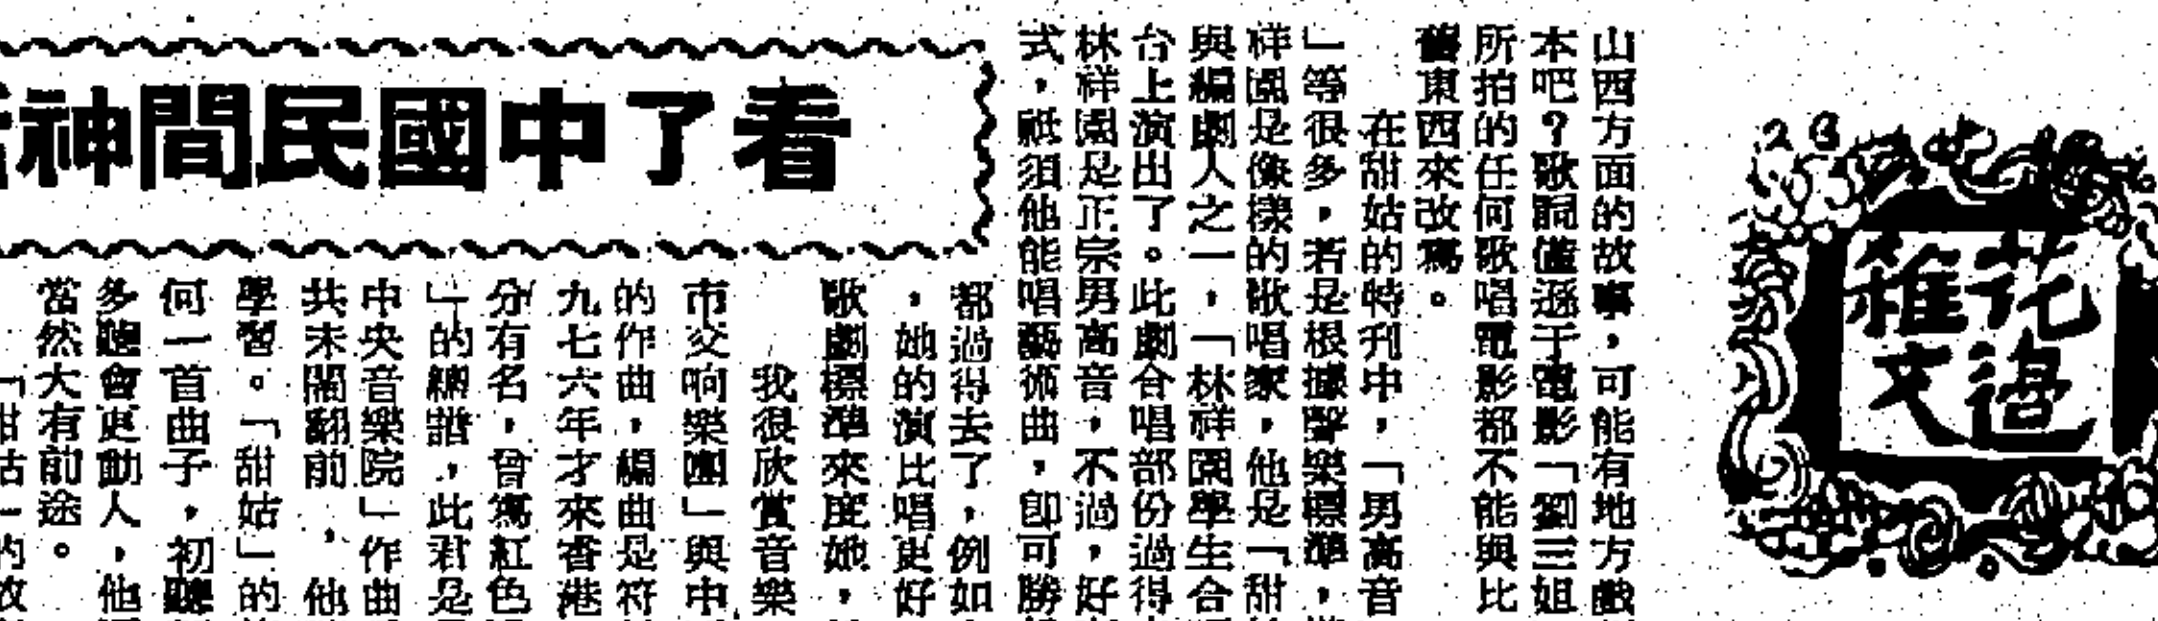 花邊
雜文
看了中國民間神
山西方面的故事，可能有地方戲
本吧？歌詞僅遜于電影「劉三姐
所拍的任何歌唱電影都不能與比
舊東西來改寫。
在甜姑的特刊中，「男高音
」等很多，若是根據聲樂標準，
祥園是像樣的歌唱家，他是「甜
與編劇人之一，「林祥園學生合
台上演出了。此劇合唱部份過得
林祥園是正宗男高音，不過，好
式，祇須他能唱藝術曲，即可勝
都過得去了，例如
，她的演比唱更好
歌劇標準來度她，
我很欣賞音樂
市交响樂團」與中
的作曲，編曲是符
九七六年才來香港
分有名，曾寫紅色
」的總譜，此君是
中央音樂院」作曲
共未鬧翻前，他
學習。「甜姑」的
何一首曲子，初聽
多聽會更動人，他
當然大有前途。
「甜姑」的故